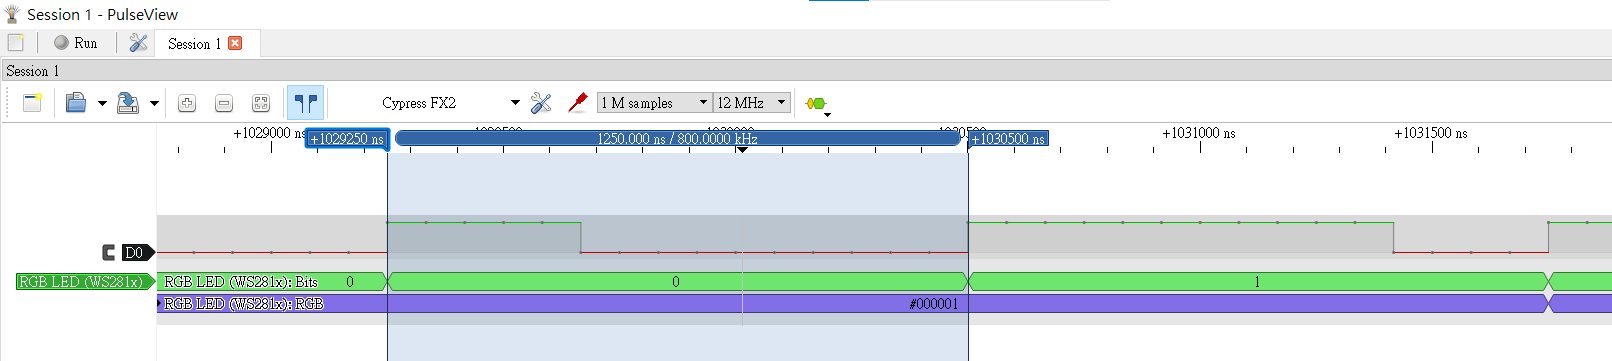 Session 1 - PulseView
Run
Session 1
Session 1
Cypress FX2
1 M samples
12 MHz
+1029000 ns
+1029250 ns
1250.000 ns / 800.0000 kHz
+1030500 ns
+1031000 ns
+1031500 ns
D0
RGB LED (WS281x)
RGB LED (WS281x): Bits
0
0
1
RGB LED (WS281x): RGB
#000001